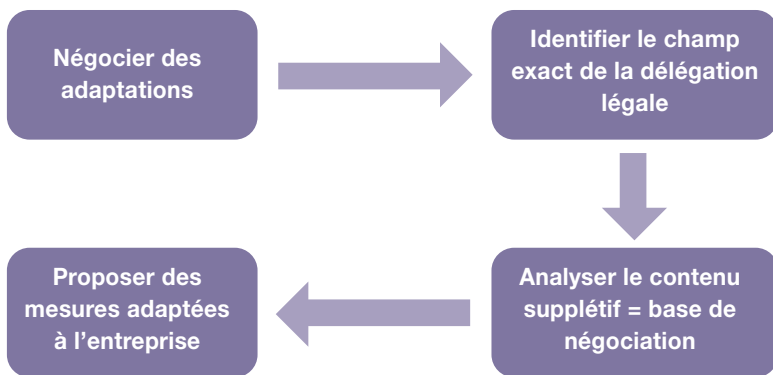 Négocier des
adaptations
Identifier le champ
exact de la délégation
légale
Analyser le contenu
supplétif = base de
négociation
Proposer des
mesures adaptées
à l’entreprise